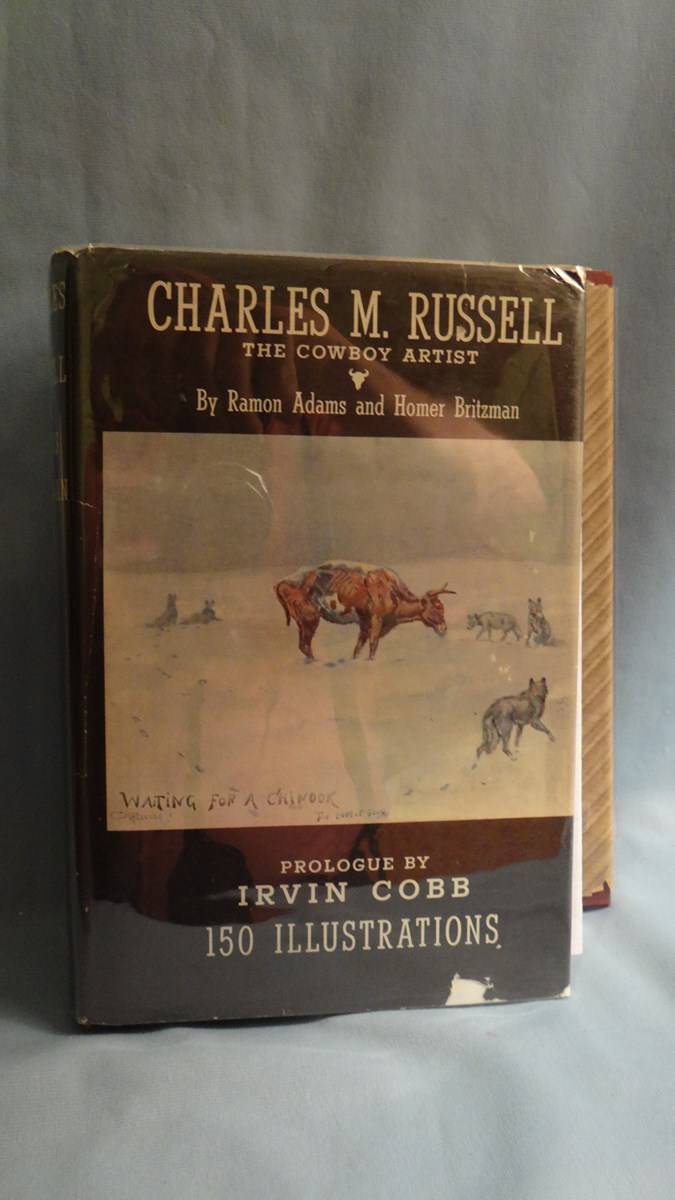 CHARLES M. RUSSELL
THE COWBOY ARTIST
By Ramon Adams and Homer Britzman
WAITING FOR A CHINOOK
PROLOGUE BY
IRVIN COBB
150 ILLUSTRATIONS